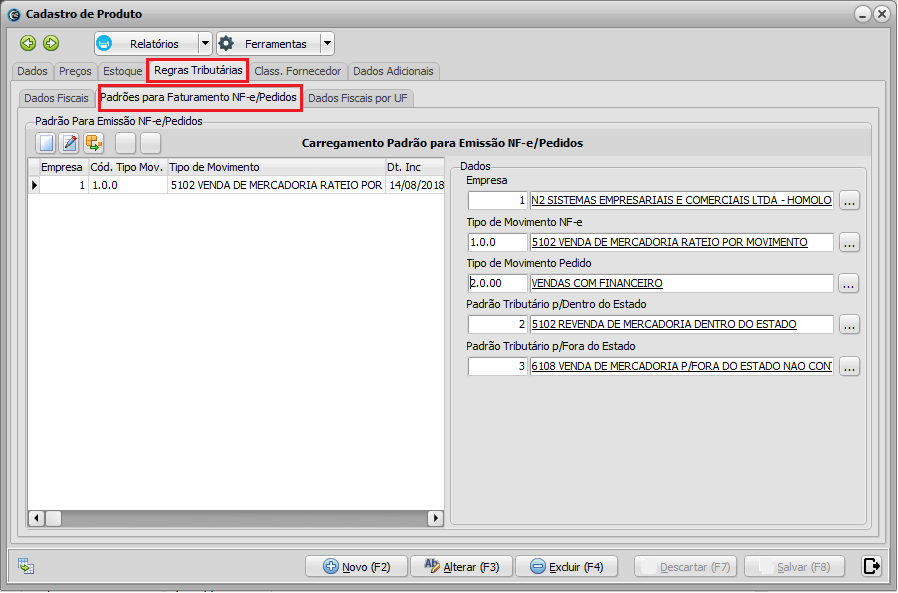 Cadastro de Produto
Relatórios Ferramentas
Dados Preços Estoque Regras Tributárias Class. Fornecedor Dados Adicionais
Dados Fiscais Padrões para Faturamento NF-e/Pedidos Dados Fiscais por UF
Padrão Para Emissão NF-e/Pedidos
Carregamento Padrão para Emissão NF-e/Pedidos
Empresa Cód. Tipo Mov. Tipo de Movimento Dt. Inc
1 1.0.0 5102 VENDA DE MERCADORIA RATEIO POR 14/08/2018
Dados
Empresa
1 N2 SISTEMAS EMPRESARIAIS E COMERCIAIS LTDA - HOMOLO ...
Tipo de Movimento NF-e
1.0.0 5102 VENDA DE MERCADORIA RATEIO POR MOVIMENTO ...
Tipo de Movimento Pedido
2.0.00 VENDAS COM FINANCEIRO ...
Padrão Tributário p/Dentro do Estado
2 5102 REVENDA DE MERCADORIA DENTRO DO ESTADO ...
Padrão Tributário p/Fora do Estado
3 6108 VENDA DE MERCADORIA P/FORA DO ESTADO NAO CON ...
Novo (F2) Alterar (F3) Excluir (F4) Descartar (F7) Salvar (F8)